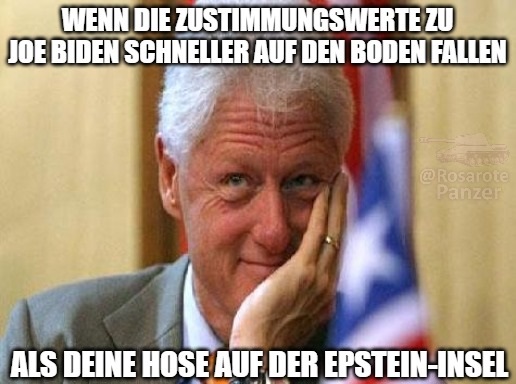 WENN DIE ZUSTIMMUNGSWERTE ZU
JOE BIDEN SCHNELLER AUF DEN BODEN FALLEN
@Rosarote
Panzer
ALS DEINE HOSE AUF DER EPSTEIN-INSEL